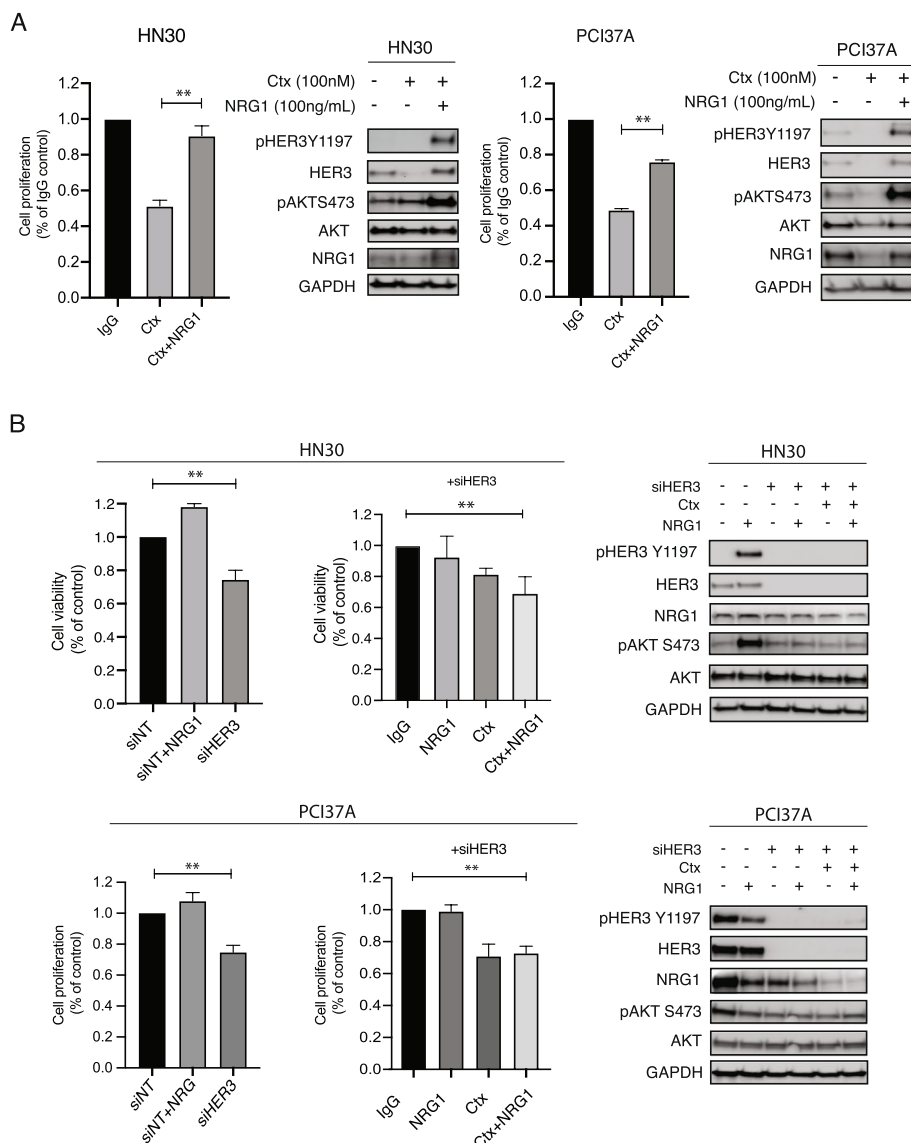 A
HN30
Cell proliferation
(% of IgG control)
1.2
1.0
0.8
0.6
0.4
0.2
0.0
**
IgG
Ctx
Ctx+NRG1
HN30
Ctx (100nM) - + +
NRG1 (100ng/mL) - - +
pHER3Y1197
HER3
pAKTS473
AKT
NRG1
GAPDH
PCI37A
Cell proliferation
(% of IgG control)
1.2
1.0
0.8
0.6
0.4
0.2
0.0
**
IgG
Ctx
Ctx+NRG1
PCI37A
Ctx (100nM) - + +
NRG1 (100ng/mL) - - +
pHER3Y1197
HER3
pAKTS473
AKT
NRG1
GAPDH
B
HN30
Cell viability
(% of control)
1.2
1.0
0.8
0.6
0.4
0.2
0.0
**
siNT
siNT+NRG1
siHER3
+siHER3
**
Cell viability
(% of control)
1.2
1.0
0.8
0.6
0.4
0.2
0.0
IgG
NRG1
Ctx
Ctx+NRG1
HN30
siHER3 - - + + + +
Ctx - - - - + +
NRG1 - + - + - +
pHER3 Y1197
HER3
NRG1
pAKT S473
AKT
GAPDH
PCI37A
Cell proliferation
(% of control)
1.2
1.0
0.8
0.6
0.4
0.2
0.0
**
siNT
siNT+NRG
siHER3
+siHER3
**
Cell proliferation
(% of control)
1.2
1.0
0.8
0.6
0.4
0.2
0.0
IgG
NRG1
Ctx
Ctx+NRG1
PCI37A
siHER3 - - + + + +
Ctx - - - - + +
NRG1 - + - + - +
pHER3 Y1197
HER3
NRG1
pAKT S473
AKT
GAPDH